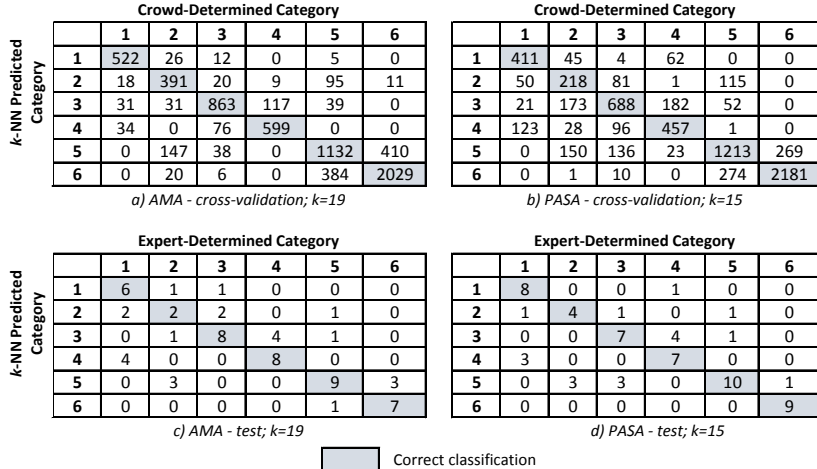 Crowd-Determined Category
Crowd-Determined Category
k-NN Predicted
Category
1 2 3 4 5 6
1 522 26 12 0 5 0
2 18 391 20 9 95 11
3 31 31 863 117 39 0
4 34 0 76 599 0 0
5 0 147 38 0 1132 410
6 0 20 6 0 384 2029
a) AMA - cross-validation; k=19
1 2 3 4 5 6
1 411 45 4 62 0 0
2 50 218 81 1 115 0
3 21 173 688 182 52 0
4 123 28 96 457 1 0
5 0 150 136 23 1213 269
6 0 1 10 0 274 2181
b) PASA - cross-validation; k=15
Expert-Determined Category
Expert-Determined Category
k-NN Predicted
Category
1 2 3 4 5 6
1 6 1 1 0 0 0
2 2 2 2 0 1 0
3 0 1 8 4 1 0
4 4 0 0 8 0 0
5 0 3 0 0 9 3
6 0 0 0 0 1 7
c) AMA - test; k=19
1 2 3 4 5 6
1 8 0 0 1 0 0
2 1 4 1 0 1 0
3 0 0 7 4 1 0
4 3 0 0 7 0 0
5 0 3 3 0 10 1
6 0 0 0 0 0 9
d) PASA - test; k=15
Correct classification